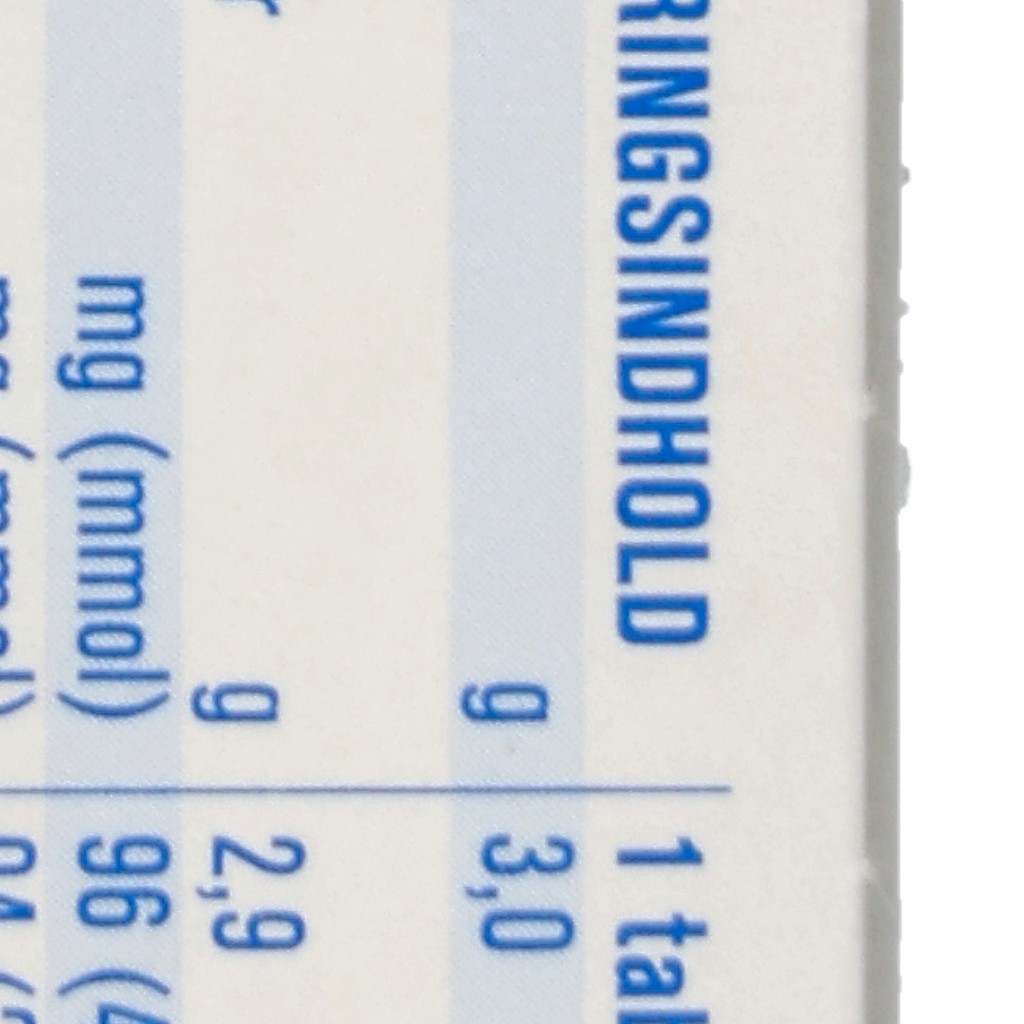 RINGSINDHOLD 1 tab
g 3,0
g 2,9
mg (mmol) 96 (4